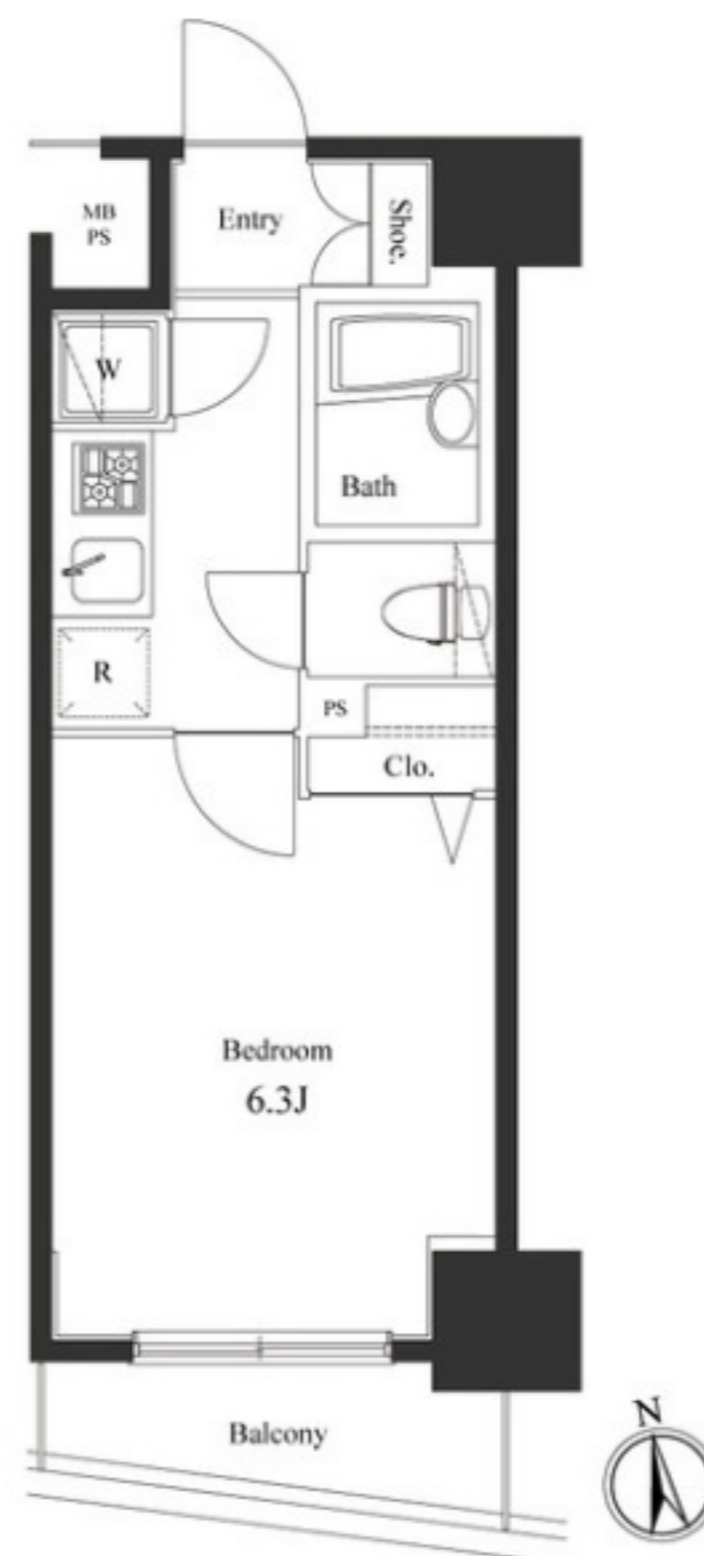 MB
PS
Entry
Shoe.
W
Bath
R
PS
Clo.
Bedroom
6.3J
Balcony
N